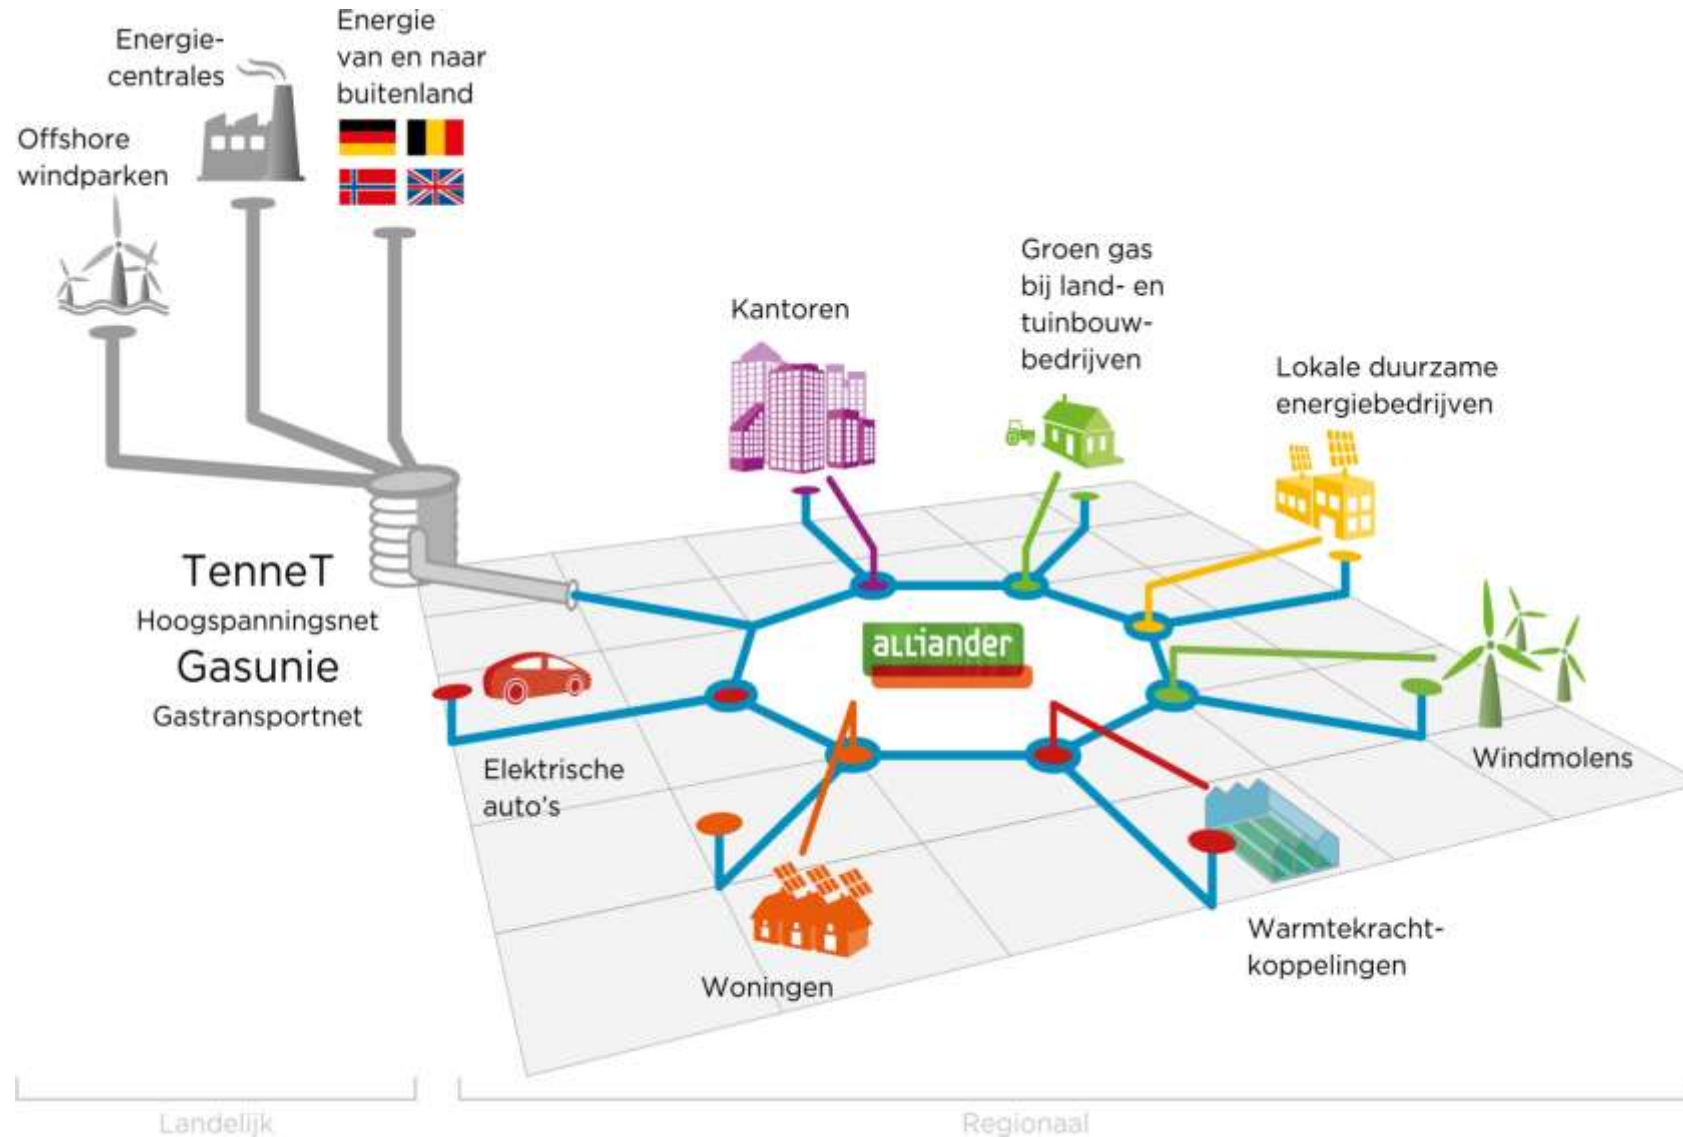 Energie-
centrales
Energie
van en naar
buitenland
Offshore
windparken
Kantoren
Groen gas
bij land- en
tuinbouw-
bedrijven
Lokale duurzame
energiebedrijven
TenneT
Hoogspanningsnet
Gasunie
Gastransportnet
alliander
Elektrische
auto's
Windmolens
Woningen
Warmtekracht-
koppelingen
Landelijk
Regionaal